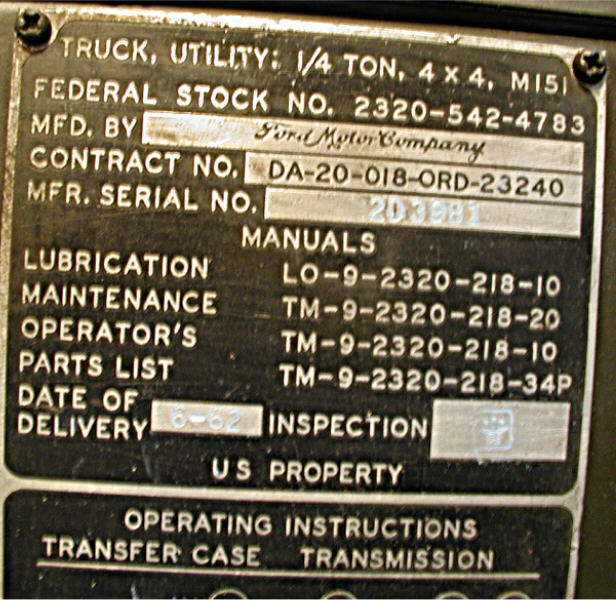 TRUCK, UTILITY: 1/4 TON, 4 X 4, M151
FEDERAL STOCK NO. 2320-542-4783
MFD. BY Ford Motor Company
CONTRACT NO. DA-20-018-ORD-23240
MFR. SERIAL NO. 2D3981
MANUALS
LUBRICATION LO-9-2320-218-10
MAINTENANCE TM-9-2320-218-20
OPERATOR'S TM-9-2320-218-10
PARTS LIST TM-9-2320-218-34P
DATE OF
DELIVERY 6-62 INSPECTION
U S PROPERTY
OPERATING INSTRUCTIONS
TRANSFER CASE TRANSMISSION